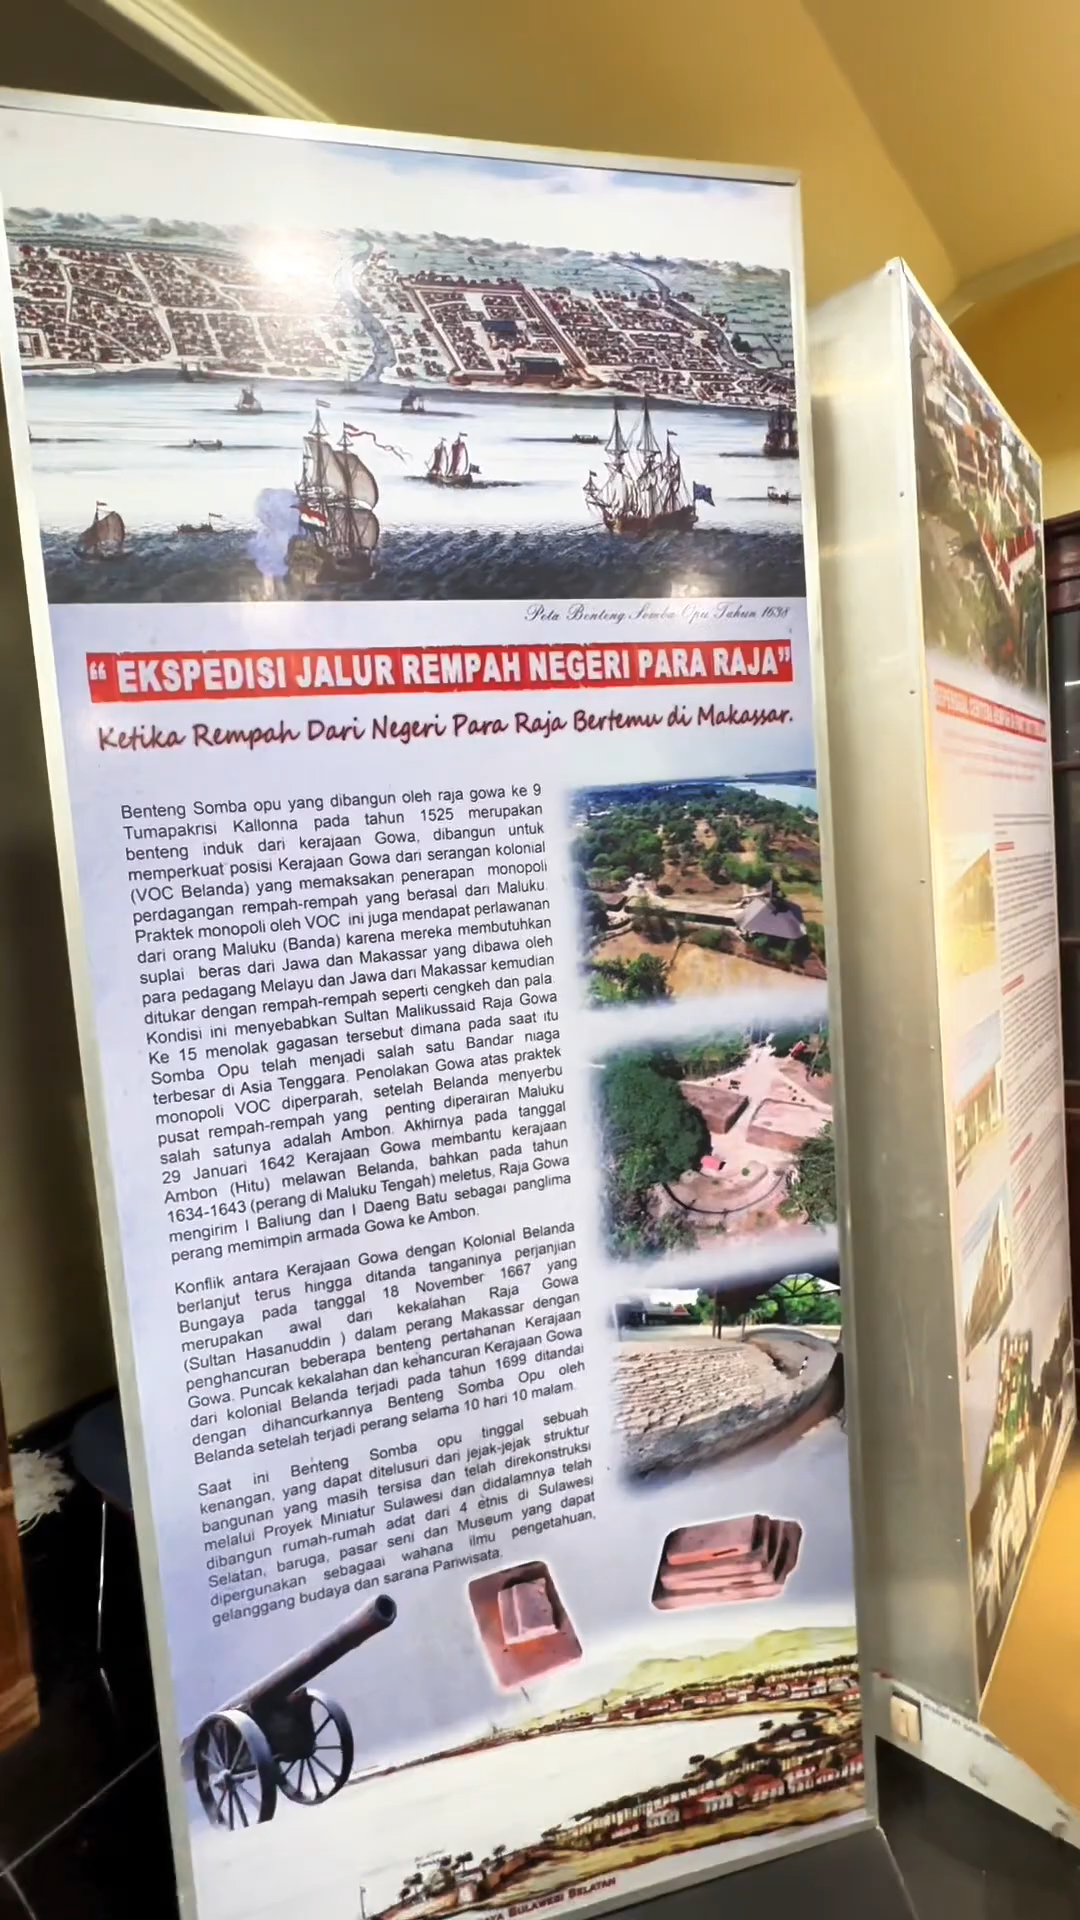 Peta Benteng Somba Opu Tahun 1638
“ EKSPEDISI JALUR REMPAH NEGERI PARA RAJA”
Ketika Rempah Dari Negeri Para Raja Bertemu di Makassar.
Benteng Somba opu yang dibangun oleh raja gowa ke 9
Tumapakrisi Kallonna pada tahun 1525 merupakan
benteng induk dari kerajaan Gowa, dibangun untuk
memperkuat posisi Kerajaan Gowa dari serangan kolonial
(VOC Belanda) yang memaksakan penerapan monopoli
perdagangan rempah-rempah yang berasal dari Maluku.
Praktek monopoli oleh VOC ini juga mendapat perlawanan
dari orang Maluku (Banda) karena mereka membutuhkan
suplai beras dari Jawa dan Makassar yang dibawa oleh
para pedagang Melayu dan Jawa dari Makassar kemudian
ditukar dengan rempah-rempah seperti cengkeh dan pala.
Kondisi ini menyebabkan Sultan Malikussaid Raja Gowa
Ke 15 menolak gagasan tersebut dimana pada saat itu
Somba Opu telah menjadi salah satu Bandar niaga
terbesar di Asia Tenggara. Penolakan Gowa atas praktek
monopoli VOC diperparah, setelah Belanda menyerbu
pusat rempah-rempah yang penting diperairan Maluku
salah satunya adalah Ambon. Akhirnya pada tanggal
29 Januari 1642 Kerajaan Gowa membantu kerajaan
Ambon (Hitu) melawan Belanda, bahkan pada tahun
1634-1643 (perang di Maluku Tengah) meletus, Raja Gowa
mengirim I Baliung dan I Daeng Batu sebagai panglima
perang memimpin armada Gowa ke Ambon.
Konflik antara Kerajaan Gowa dengan Kolonial Belanda
berlanjut terus hingga ditanda tanganinya perjanjian
Bungaya pada tanggal 18 November 1667 yang
merupakan awal dari kekalahan Raja Gowa
(Sultan Hasanuddin ) dalam perang Makassar dengan
penghancuran beberapa benteng pertahanan Kerajaan
Gowa. Puncak kekalahan dan kehancuran Kerajaan Gowa
dari kolonial Belanda terjadi pada tahun 1699 ditandai
dengan dihancurkannya Benteng Somba Opu oleh
Belanda setelah terjadi perang selama 10 hari 10 malam.
Saat ini Benteng Somba opu tinggal sebuah
kenangan, yang dapat ditelusuri dari jejak-jejak struktur
bangunan yang masih tersisa dan telah direkonstruksi
melalui Proyek Miniatur Sulawesi dan didalamnya telah
dibangun rumah-rumah adat dari 4 etnis di Sulawesi
Selatan, baruga, pasar seni dan Museum yang dapat
dipergunakan sebagaai wahana ilmu pengetahuan,
gelanggang budaya dan sarana Pariwisata.
SULAWESI SELATAN